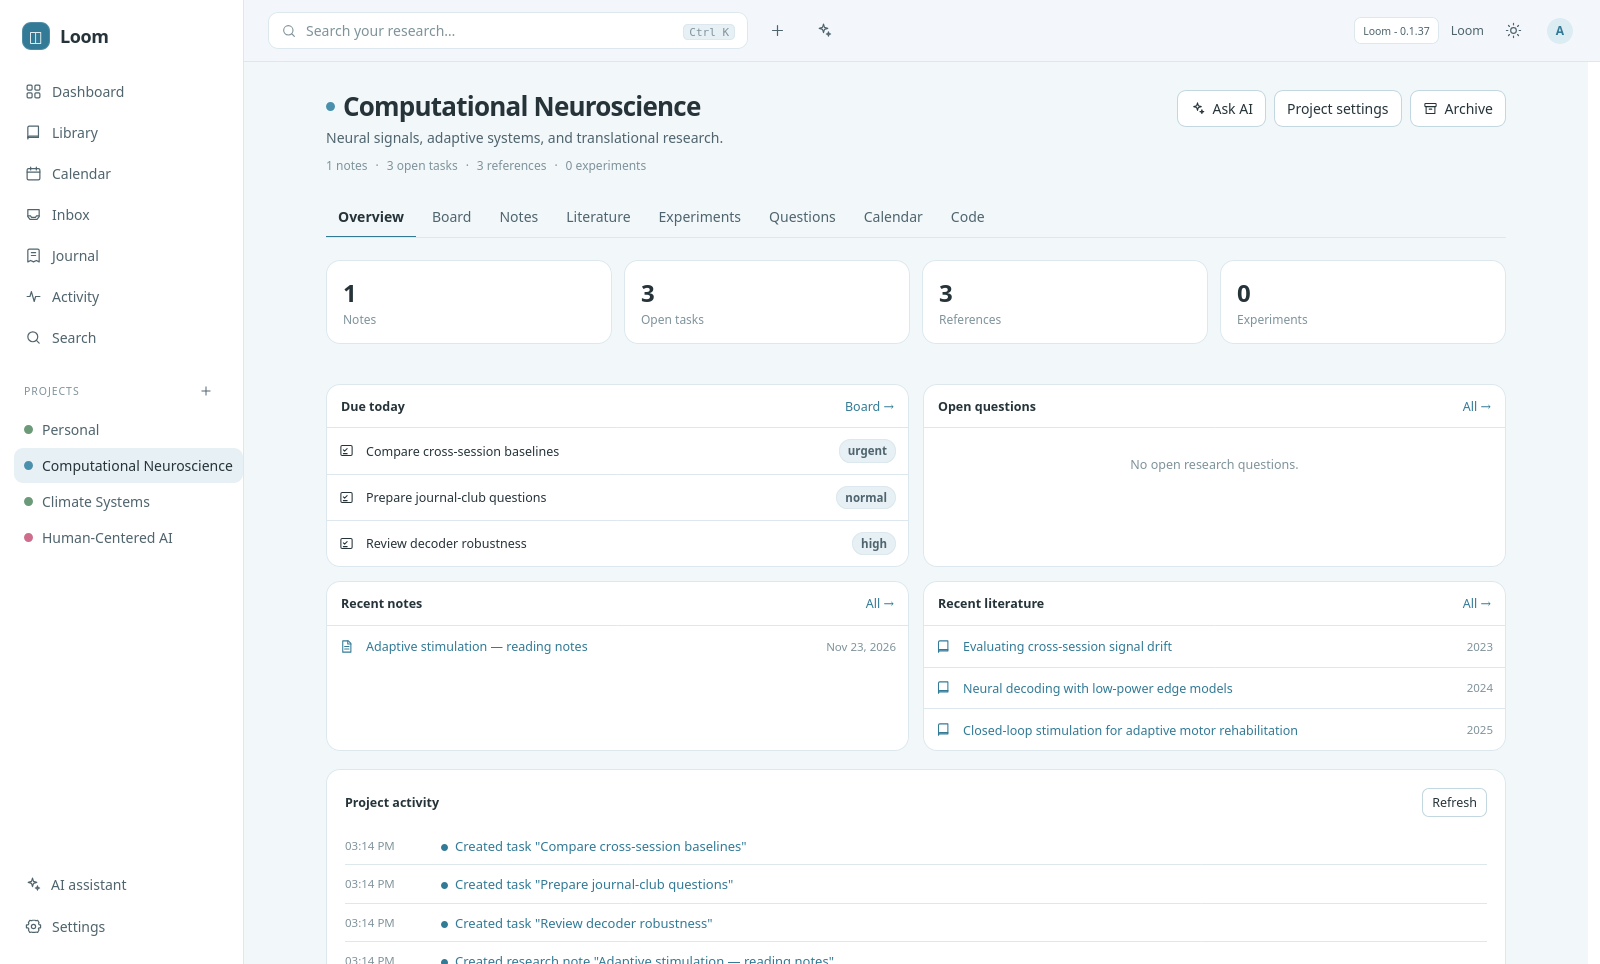 Loom
Search your research...
Ctrl K
Loom - 0.1.37
Loom
A
Dashboard
Library
Calendar
Inbox
Journal
Activity
Search
PROJECTS
Personal
Computational Neuroscience
Climate Systems
Human-Centered AI
AI assistant
Settings
Computational Neuroscience
Ask AI
Project settings
Archive
Neural signals, adaptive systems, and translational research.
1 notes · 3 open tasks · 3 references · 0 experiments
Overview
Board
Notes
Literature
Experiments
Questions
Calendar
Code
1
Notes
3
Open tasks
3
References
0
Experiments
Due today
Board →
Compare cross-session baselines
urgent
Prepare journal-club questions
normal
Review decoder robustness
high
Open questions
All →
No open research questions.
Recent notes
All →
Adaptive stimulation — reading notes
Nov 23, 2026
Recent literature
All →
Evaluating cross-session signal drift
2023
Neural decoding with low-power edge models
2024
Closed-loop stimulation for adaptive motor rehabilitation
2025
Project activity
Refresh
03:14 PM
Created task "Compare cross-session baselines"
03:14 PM
Created task "Prepare journal-club questions"
03:14 PM
Created task "Review decoder robustness"
03:14 PM
Created research note "Adaptive stimulation — reading notes"